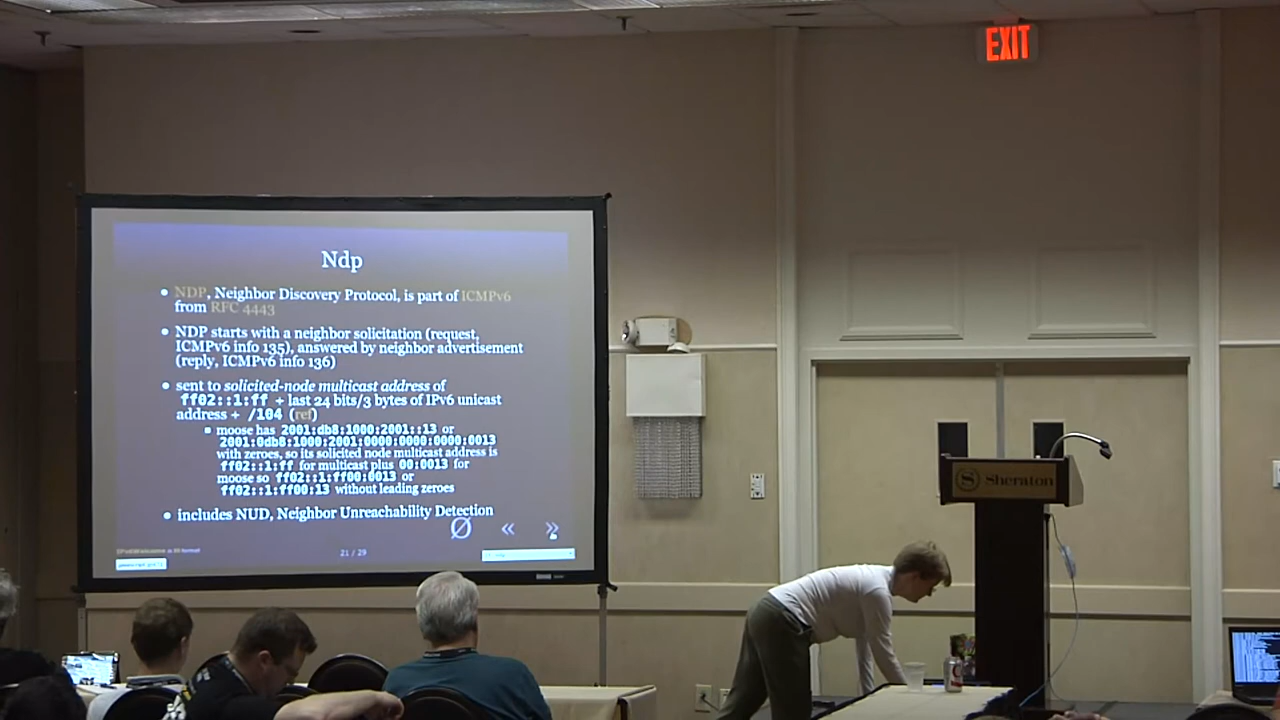 EXIT
Ndp
• NDP, Neighbor Discovery Protocol, is part of ICMPv6
from RFC 4443
• NDP starts with a neighbor solicitation (request,
ICMPv6 info 135), answered by neighbor advertisement
(reply, ICMPv6 info 136)
• sent to solicited-node multicast address of
ff02::1:ff + last 24 bits/3 bytes of IPv6 unicast
address + /104 (ref)
▪ moose has 2001:db8:1000:2001::13 or
2001:0db8:1000:2001:0000:0000:0000:0013
with zeroes, so its solicited node multicast address is
ff02::1:ff for multicast plus 00:0013 for
moose so ff02::1:ff00:0013 or
ff02::1:ff00:13 without leading zeroes
• includes NUD, Neighbor Unreachability Detection
Ø « »
21 / 29
Sheraton